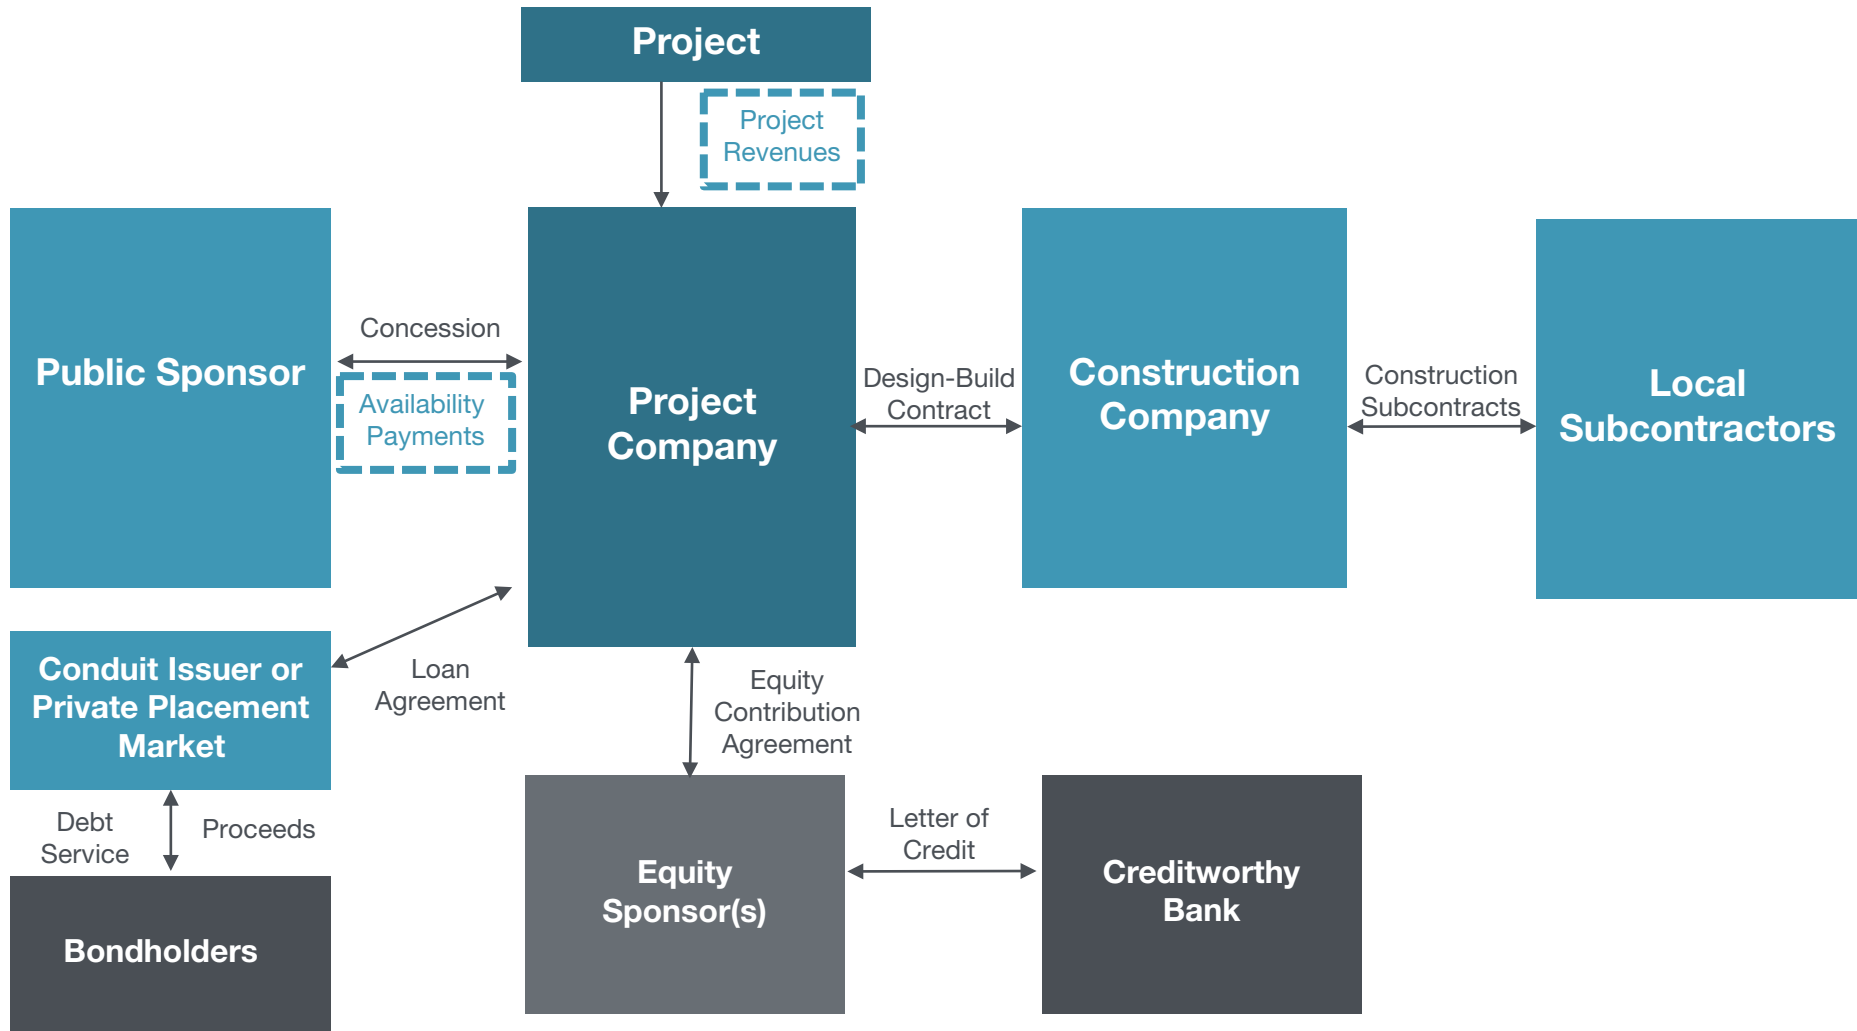 Project
Project
Revenues
Public Sponsor
Concession
Availability
Payments
Project
Company
Design-Build
Contract
Construction
Company
Construction
Subcontracts
Local
Subcontractors
Conduit Issuer or
Private Placement
Market
Loan
Agreement
Equity
Contribution
Agreement
Debt
Service
Proceeds
Bondholders
Equity
Sponsor(s)
Letter of
Credit
Creditworthy
Bank